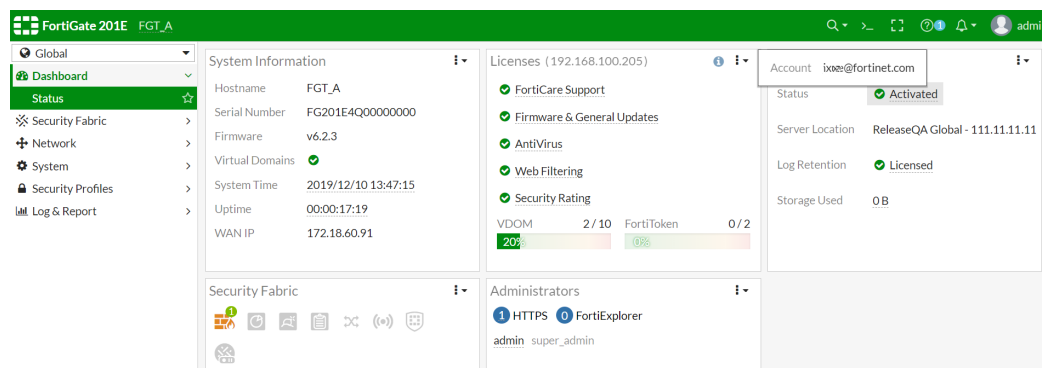 FortiGate 201E FGT_A
1
admi
Global
Dashboard
Status
Security Fabric
Network
System
Security Profiles
Log & Report
System Information
Hostname FGT_A
Serial Number FG201E4Q00000000
Firmware v6.2.3
Virtual Domains
System Time 2019/12/10 13:47:15
Uptime 00:00:17:19
WAN IP 172.18.60.91
Licenses (192.168.100.205)
FortiCare Support
Firmware & General Updates
AntiVirus
Web Filtering
Security Rating
VDOM 2 / 10 FortiToken 0 / 2
20% 0%
Account
Status Activated
Server Location ReleaseQA Global - 111.11.11.11
Log Retention Licensed
Storage Used 0 B
Security Fabric
1
Administrators
1 HTTPS 0 FortiExplorer
admin super_admin